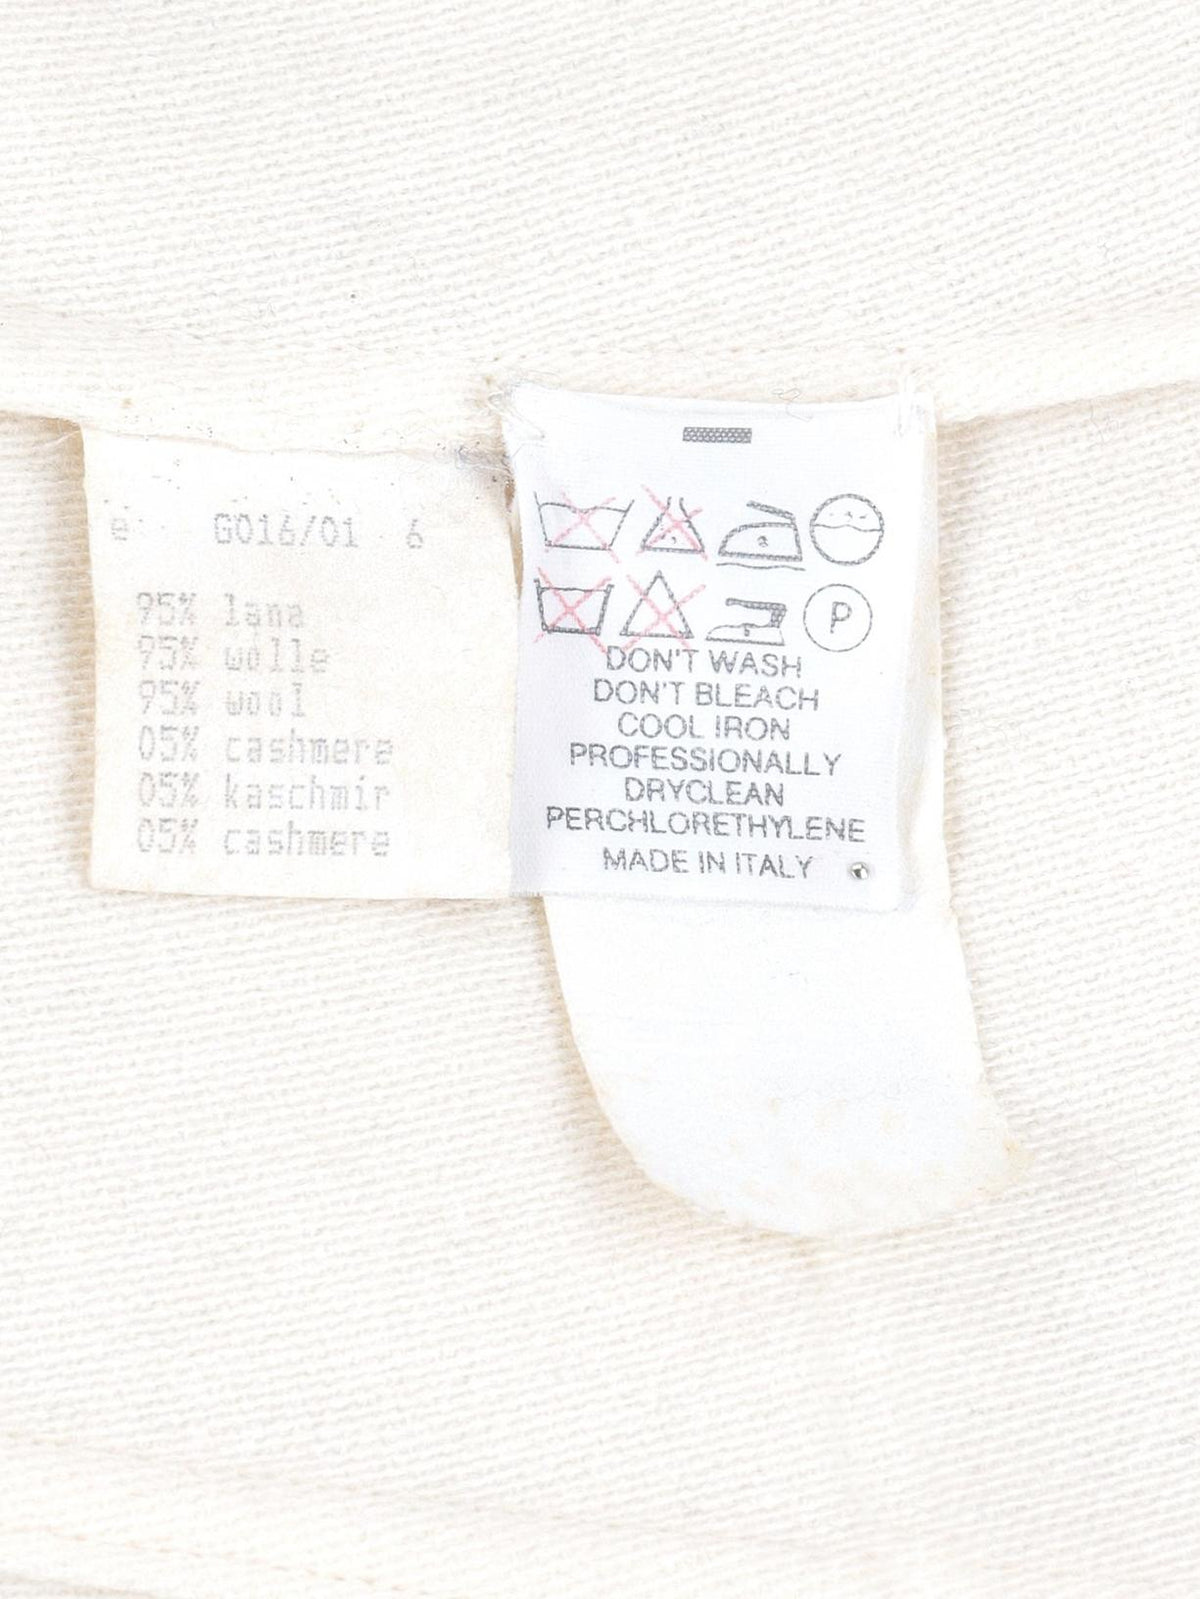 e GO16/01 6
95% lana
95% wolle
95% wool
05% cashmere
05% kaschmir
05% cashmere
P
DON'T WASH
DON'T BLEACH
COOL IRON
PROFESSIONALLY
DRYCLEAN
PERCHLORETHYLENE
MADE IN ITALY